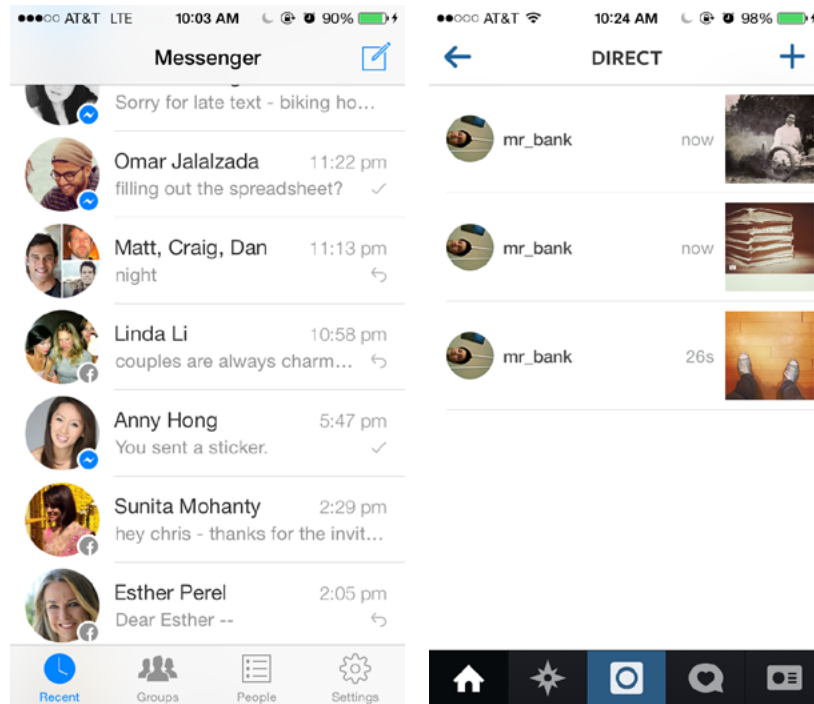 AT&T LTE 10:03 AM 90%
Messenger
Sorry for late text - biking ho...
Omar Jalalzada 11:22 pm
filling out the spreadsheet?
Matt, Craig, Dan 11:13 pm
night
Linda Li 10:58 pm
couples are always charm...
Anny Hong 5:47 pm
You sent a sticker.
Sunita Mohanty 2:29 pm
hey chris - thanks for the invit...
Esther Perel 2:05 pm
Dear Esther --
Recent Groups People Settings
AT&T 10:24 AM 98%
DIRECT
mr_bank now
mr_bank now
mr_bank 26s